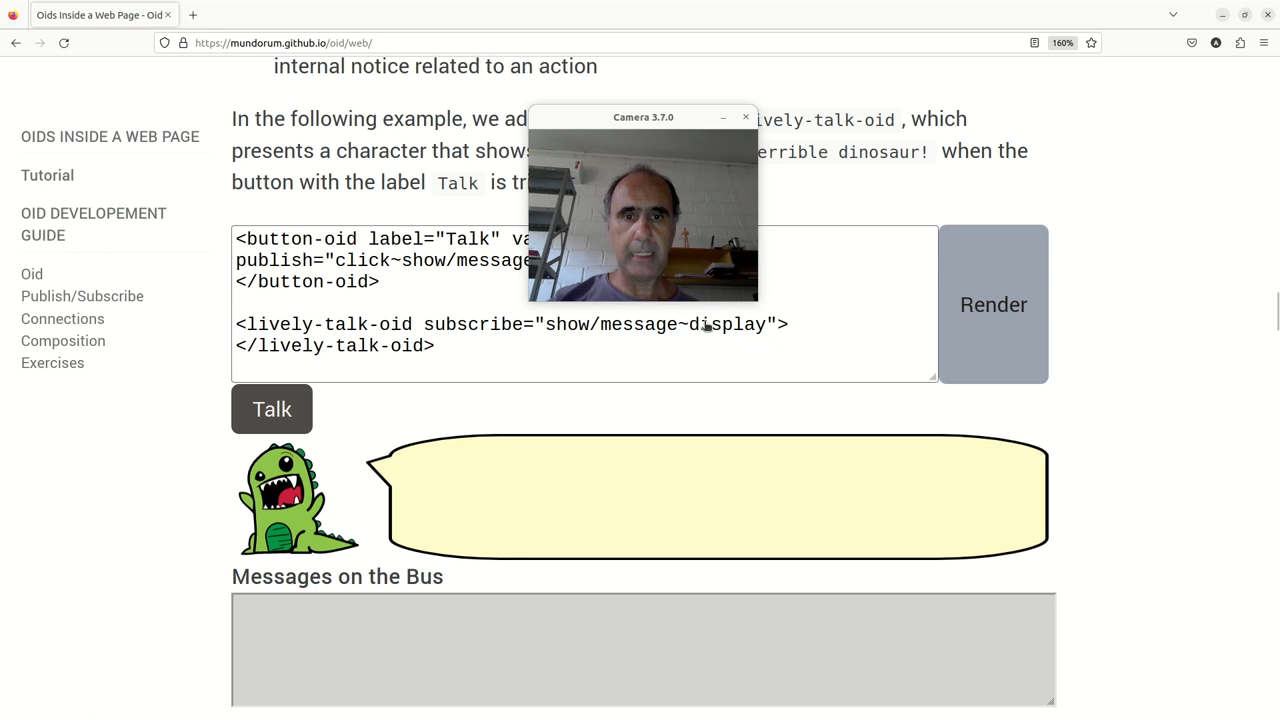 Oids Inside a Web Page - Oid
https://mundorum.github.io/oid/web/
160%
internal notice related to an action
OIDS INSIDE A WEB PAGE
Tutorial
OID DEVELOPEMENT
GUIDE
Oid
Publish/Subscribe
Connections
Composition
Exercises
Camera 3.7.0
In the following example, we ad ively-talk-oid , which
presents a character that shows errible dinosaur! when the
button with the label Talk is tri
<button-oid label="Talk" va
publish="click~show/message
</button-oid>
<lively-talk-oid subscribe="show/message~display">
</lively-talk-oid>
Render
Talk
Messages on the Bus